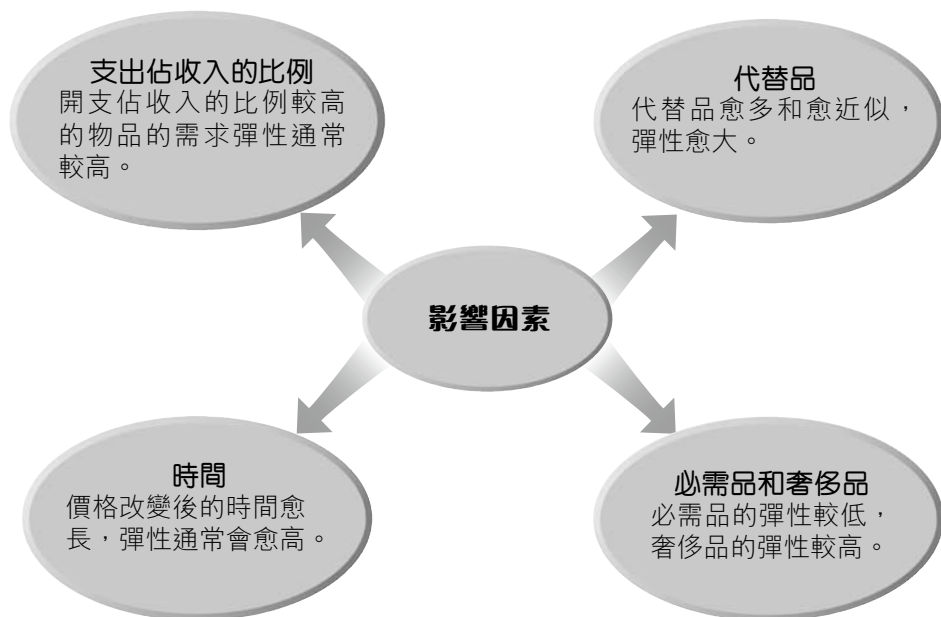 支出佔收入的比例
開支佔收入的比例較高
的物品的需求彈性通常
較高。
代替品
代替品愈多和愈近似，
彈性愈大。
影響因素
時間
價格改變後的時間愈
長，彈性通常會愈高。
必需品和奢侈品
必需品的彈性較低，
奢侈品的彈性較高。